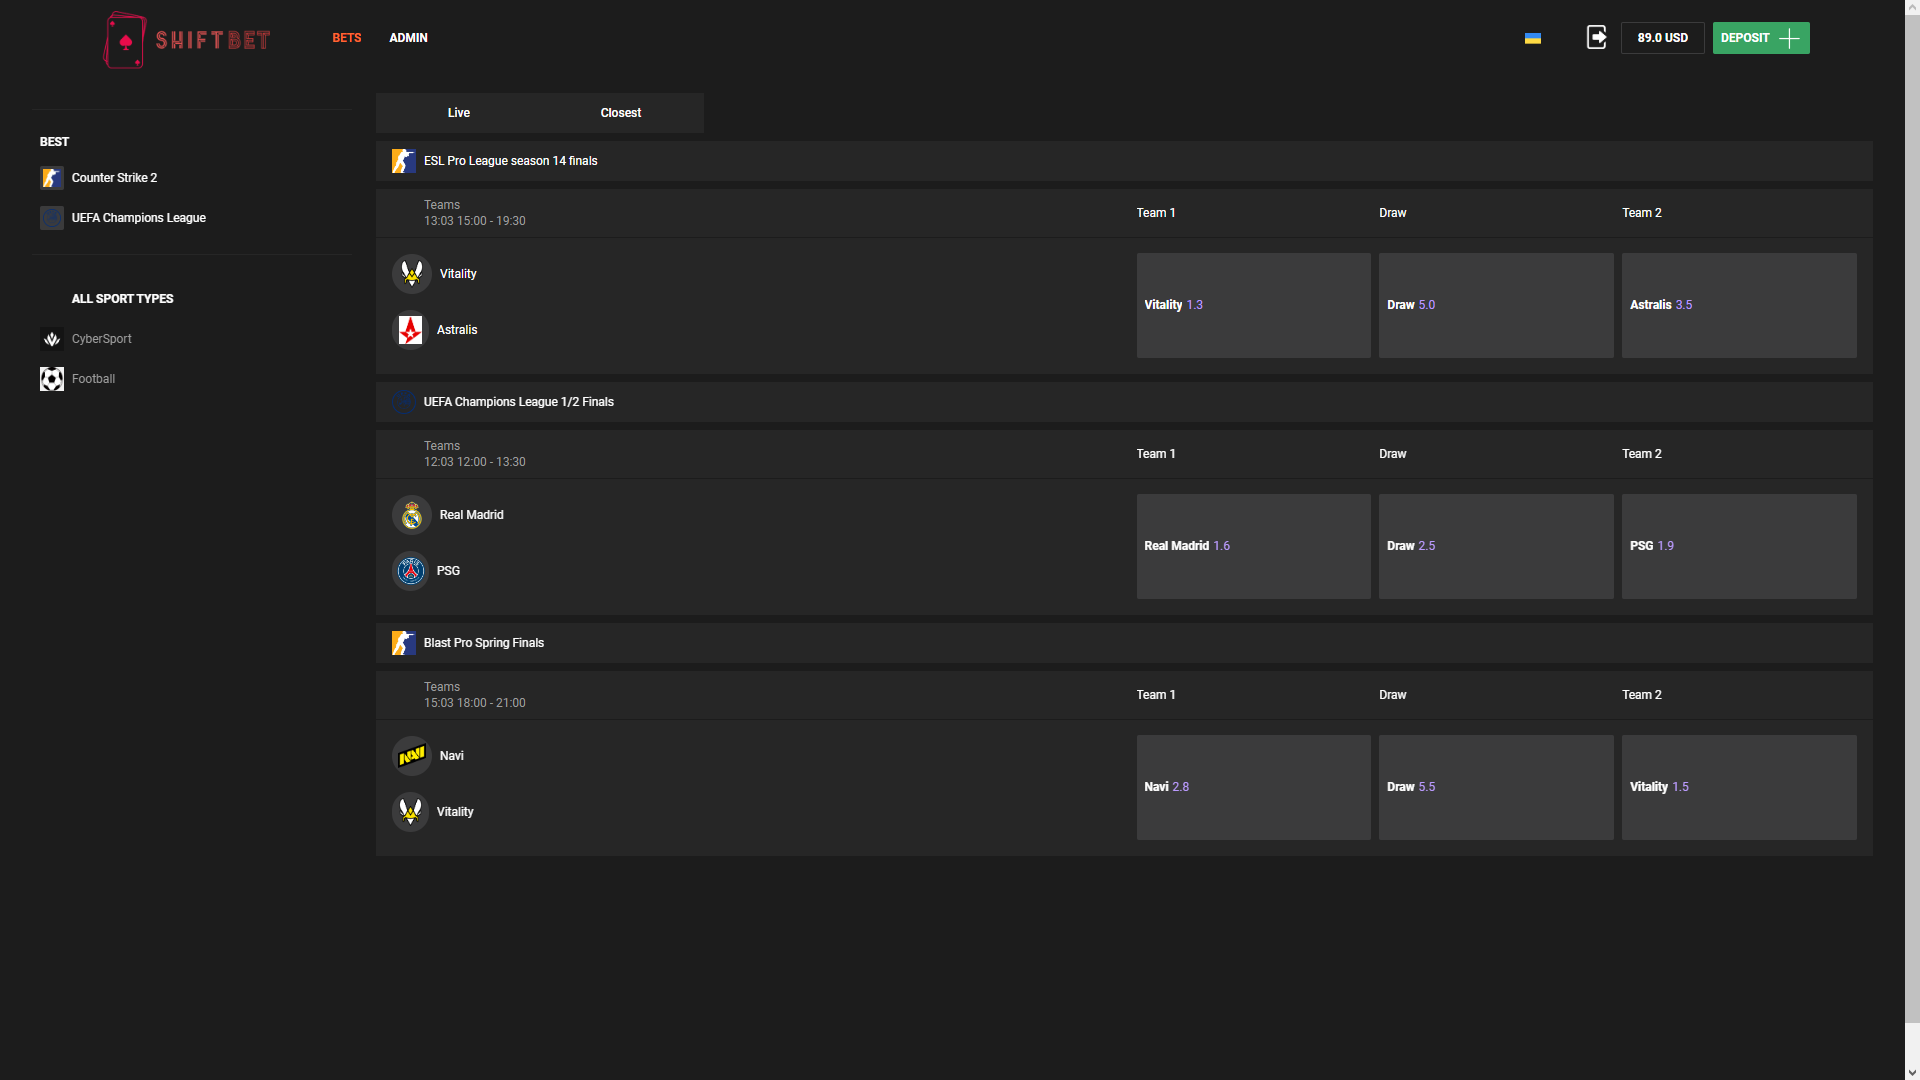 SHIFTBET
BETS
ADMIN
89.0 USD
DEPOSIT
BEST
Counter Strike 2
UEFA Champions League
ALL SPORT TYPES
CyberSport
Football
Live
Closest
ESL Pro League season 14 finals
Teams
13:03 15:00 - 19:30
Team 1
Draw
Team 2
Vitality
Astralis
Vitality 1.3
Draw 5.0
Astralis 3.5
UEFA Champions League 1/2 Finals
Teams
12:03 12:00 - 13:30
Team 1
Draw
Team 2
Real Madrid
PSG
Real Madrid 1.6
Draw 2.5
PSG 1.9
Blast Pro Spring Finals
Teams
15:03 18:00 - 21:00
Team 1
Draw
Team 2
Navi
Vitality
Navi 2.8
Draw 5.5
Vitality 1.5